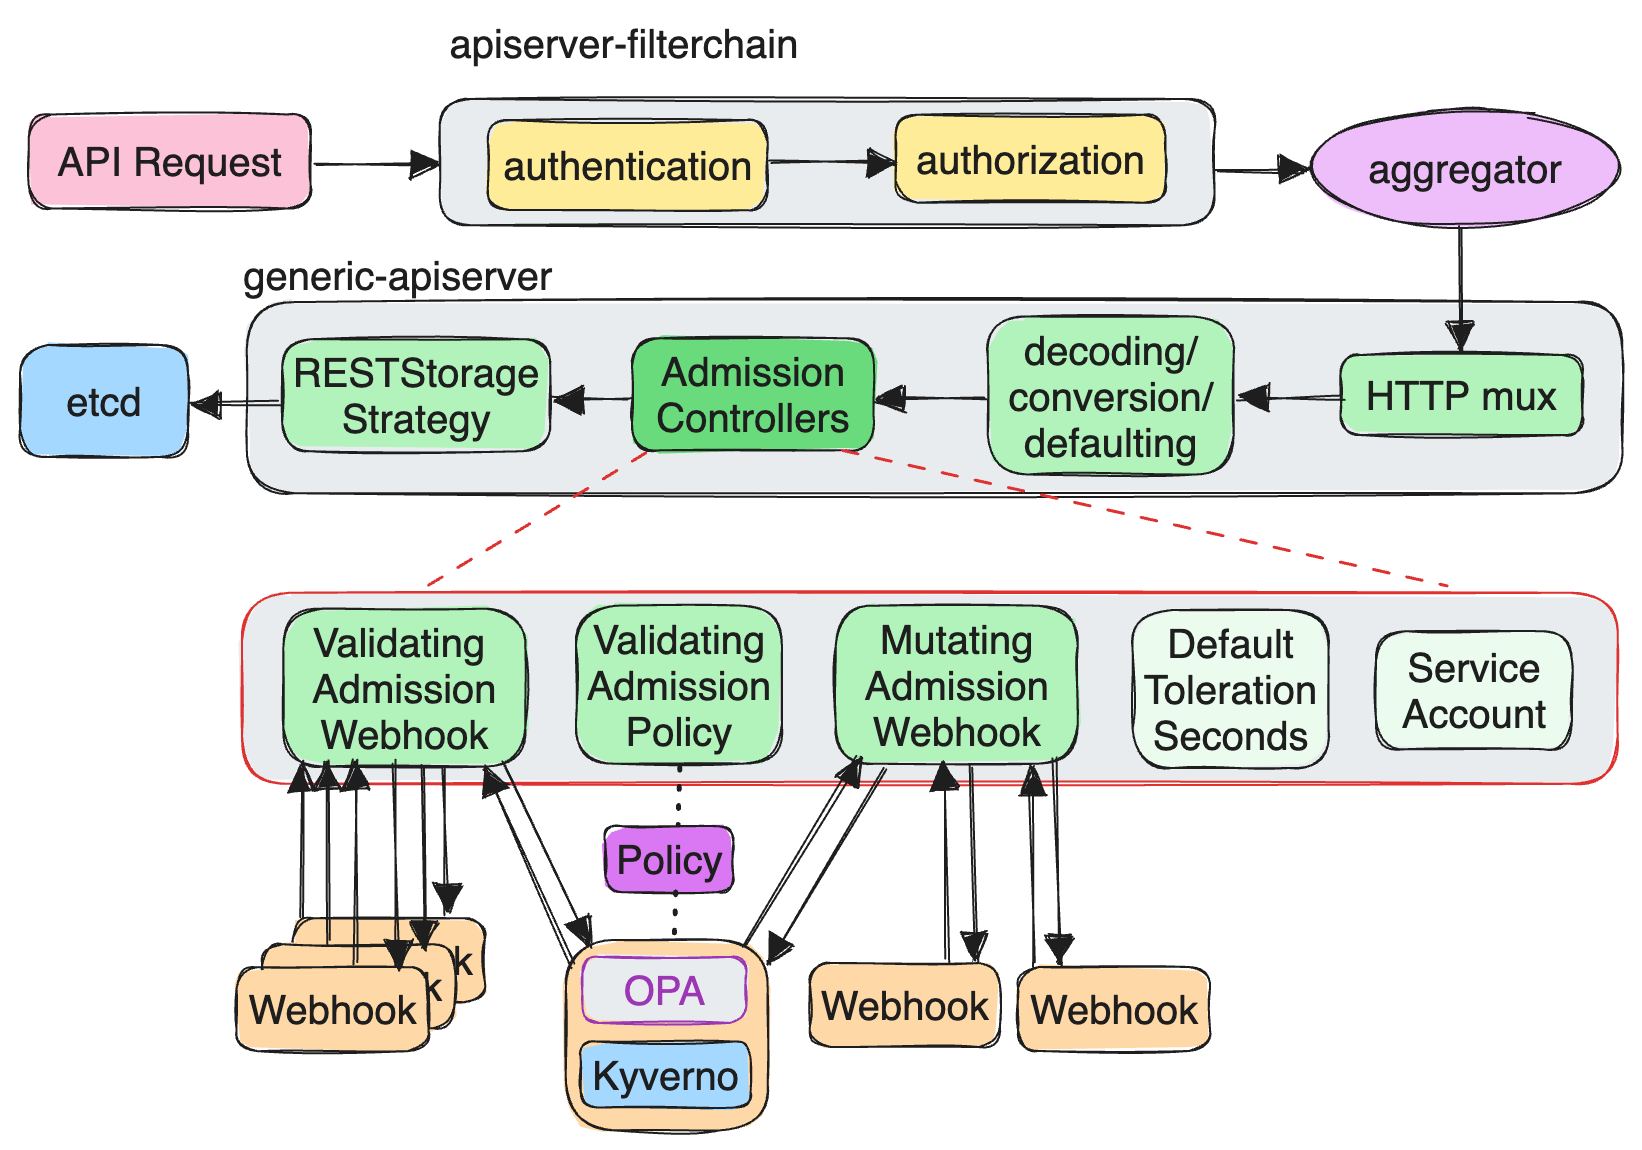 apiserver-filterchain
API Request
authentication
authorization
aggregator
generic-apiserver
etcd
RESTStorage
Strategy
Admission
Controllers
decoding/
conversion/
defaulting
HTTP mux
Validating
Admission
Webhook
Validating
Admission
Policy
Mutating
Admission
Webhook
Default
Toleration
Seconds
Service
Account
Policy
k
k
Webhook
OPA
Kyverno
Webhook
Webhook